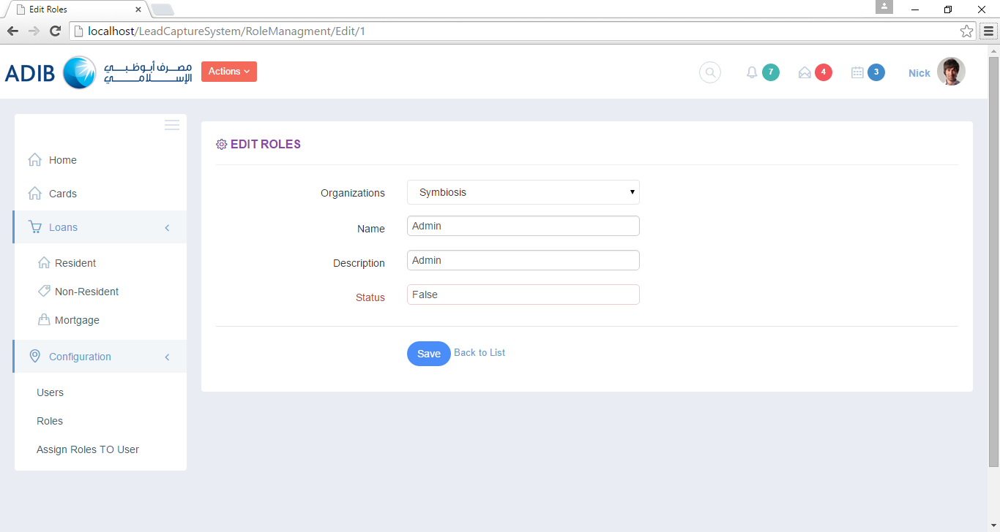 Edit Roles
localhost/LeadCaptureSystem/RoleManagment/Edit/1
ADIB
مصرف أبوظبي
الإسلامي
Actions
7
4
3
Nick
Home
Cards
Loans
Resident
Non-Resident
Mortgage
Configuration
Users
Roles
Assign Roles TO User
EDIT ROLES
Organizations Symbiosis
Name Admin
Description Admin
Status False
Save Back to List